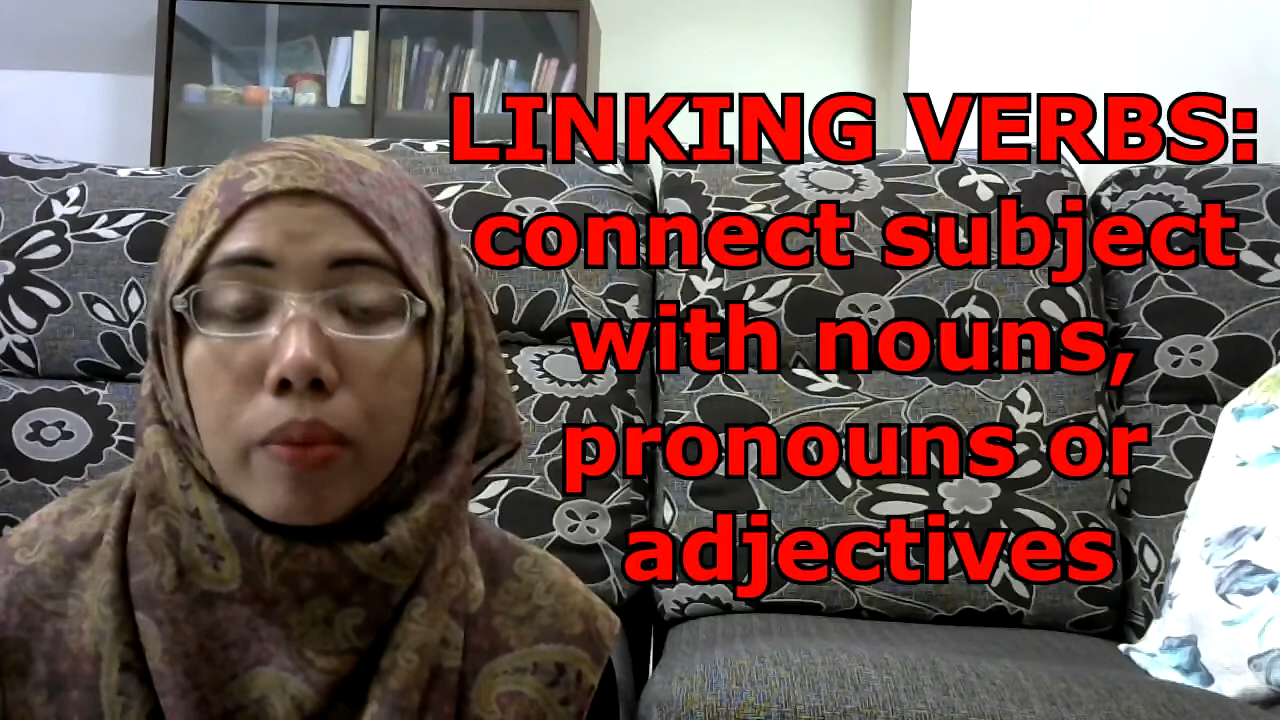 LINKING VERBS:
connect subject
with nouns,
pronouns or
adjectives